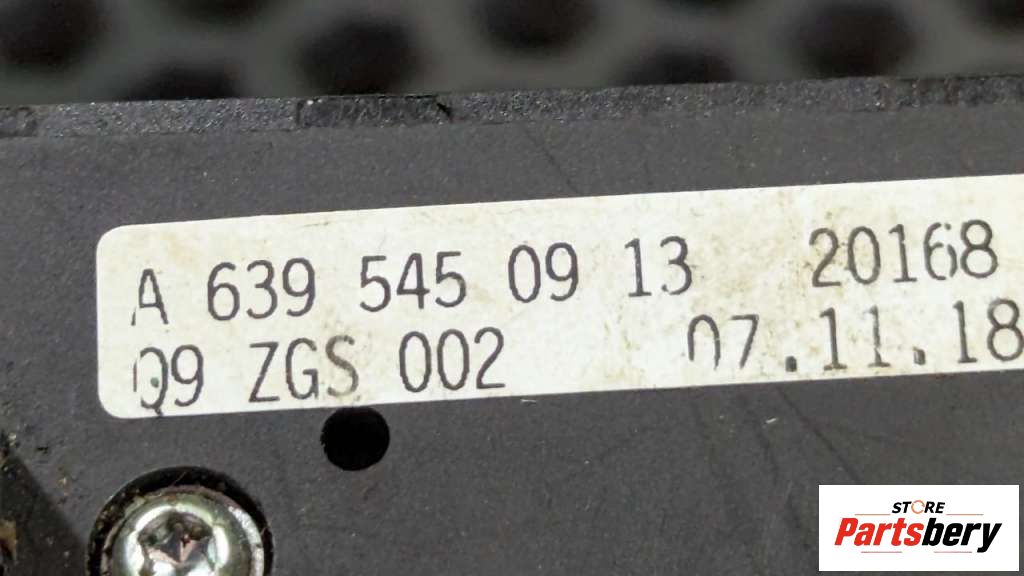 A 639 545 09 13 20168
Q9 ZGS 002 07.11.18
STORE
Partsbery